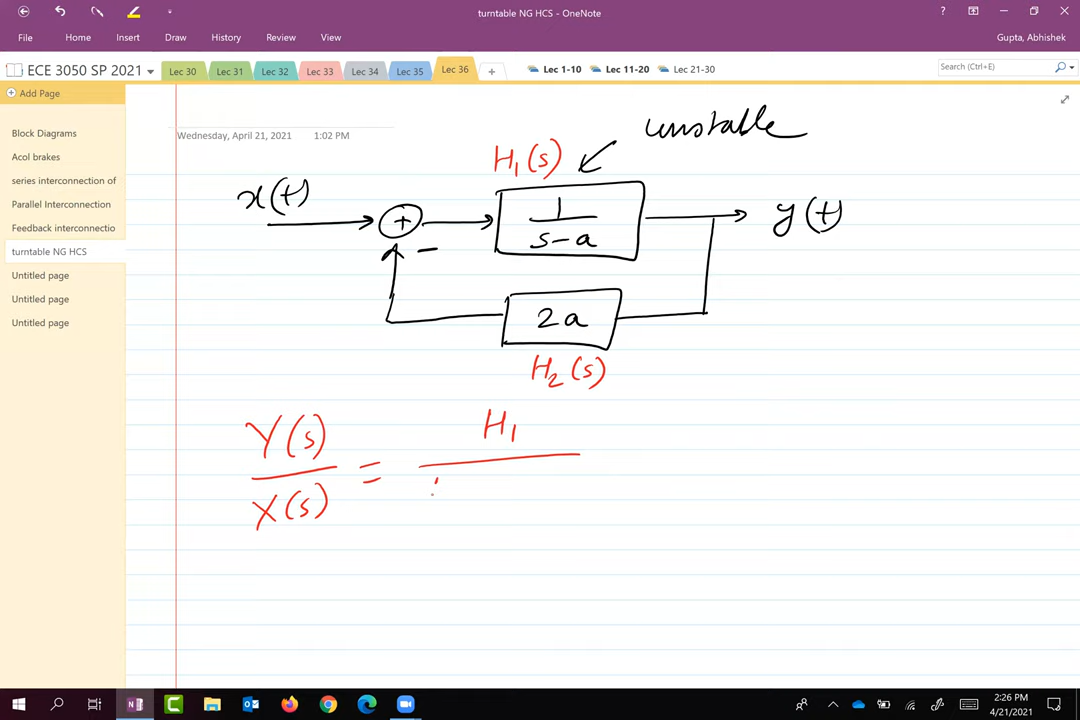 turntable NG HCS - OneNote
?
Gupta, Abhishek
File Home Insert Draw History Review View
ECE 3050 SP 2021
Lec 30 Lec 31 Lec 32 Lec 33 Lec 34 Lec 35 Lec 36 +
Lec 1-10 Lec 11-20 Lec 21-30
Search (Ctrl+E)
Add Page
Block Diagrams
Acol brakes
series interconnection of
Parallel Interconnection
Feedback interconnectio
turntable NG HCS
Untitled page
Untitled page
Untitled page
Wednesday, April 21, 2021 1:02 PM
unstable
H₁(s)
x(t)
+
−
1
s-a
y(t)
2a
H₂(s)
Y(s)
X(s)
=
H₁
2:26 PM
4/21/2021